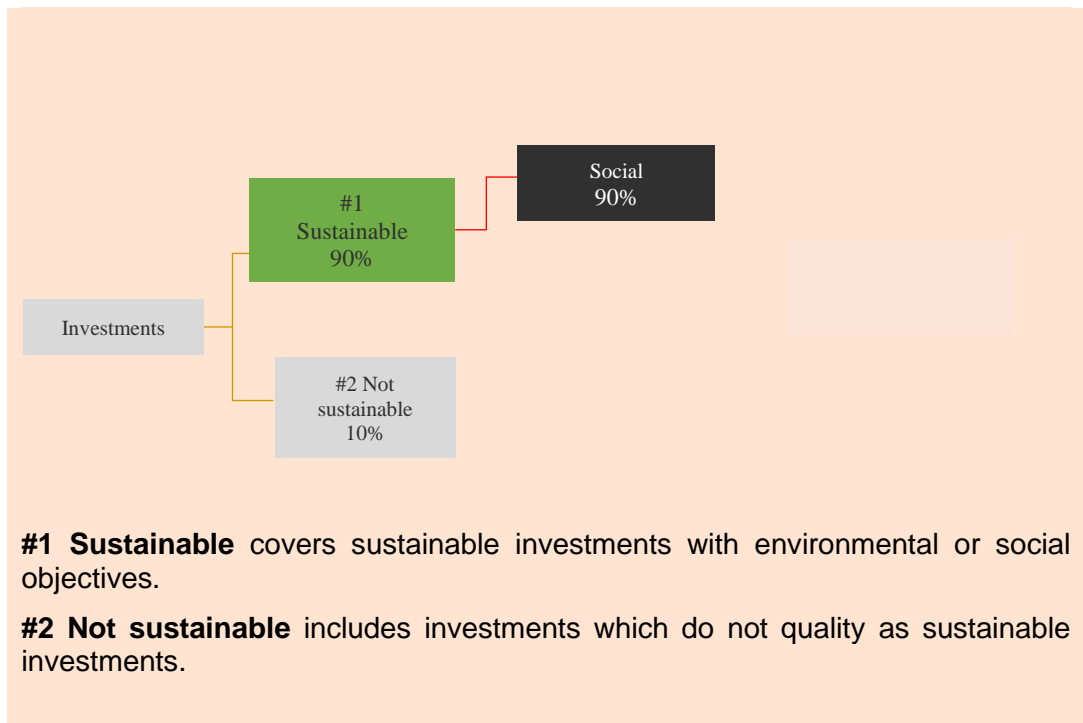 Social
90%
#1
Sustainable
90%
Investments
#2 Not
sustainable
10%
#1 Sustainable covers sustainable investments with environmental or social
objectives.
#2 Not sustainable includes investments which do not quality as sustainable
investments.